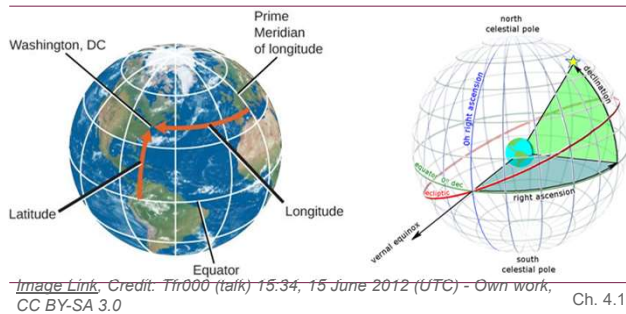 Prime
Meridian
of longitude
Washington, DC
Latitude
Longitude
Equator
north
celestial pole
0h right ascension
declination
equator 0h dec.
ecliptic
right ascension
vernal equinox
south
celestial pole
Image Link, Credit: Tfr000 (talk) 15:34, 15 June 2012 (UTC) - Own work,
CC BY-SA 3.0
Ch. 4.1